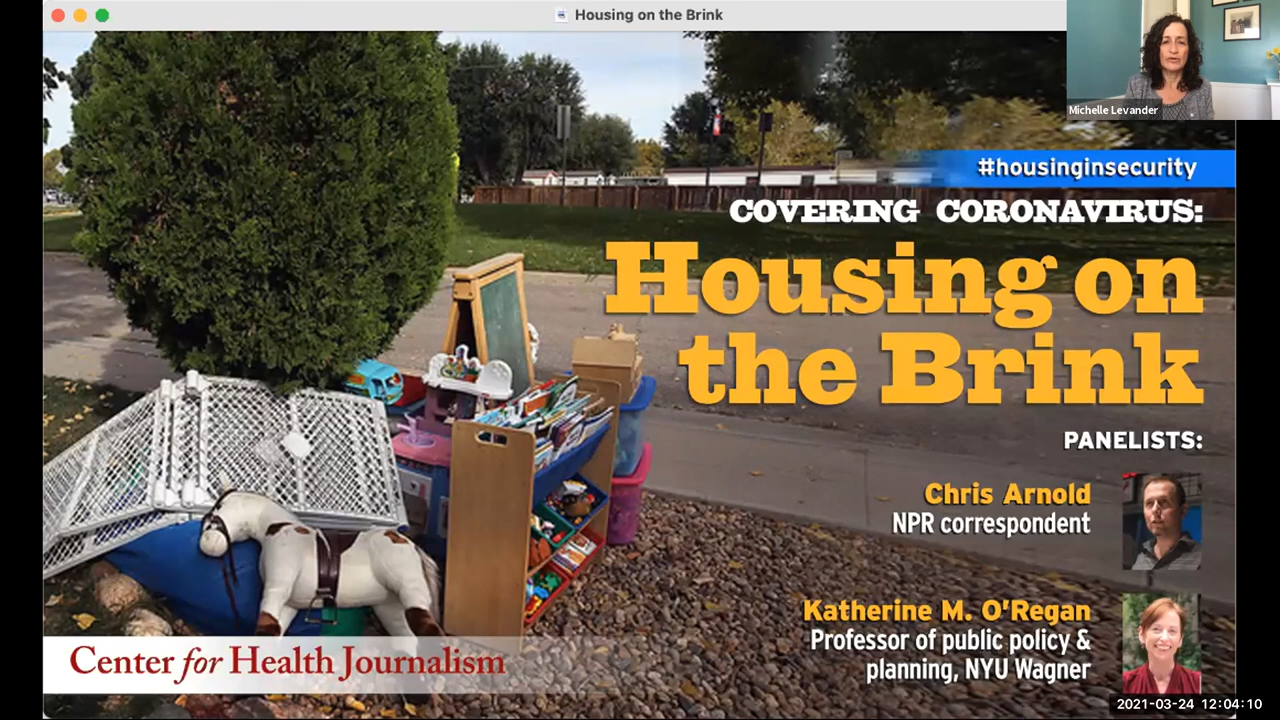 Housing on the Brink
Michelle Levander
#housinginsecurity
COVERING CORONAVIRUS:
Housing on
the Brink
PANELISTS:
Chris Arnold
NPR correspondent
Katherine M. O'Regan
Professor of public policy &
planning, NYU Wagner
Center for Health Journalism
2021-03-24 12:04:10